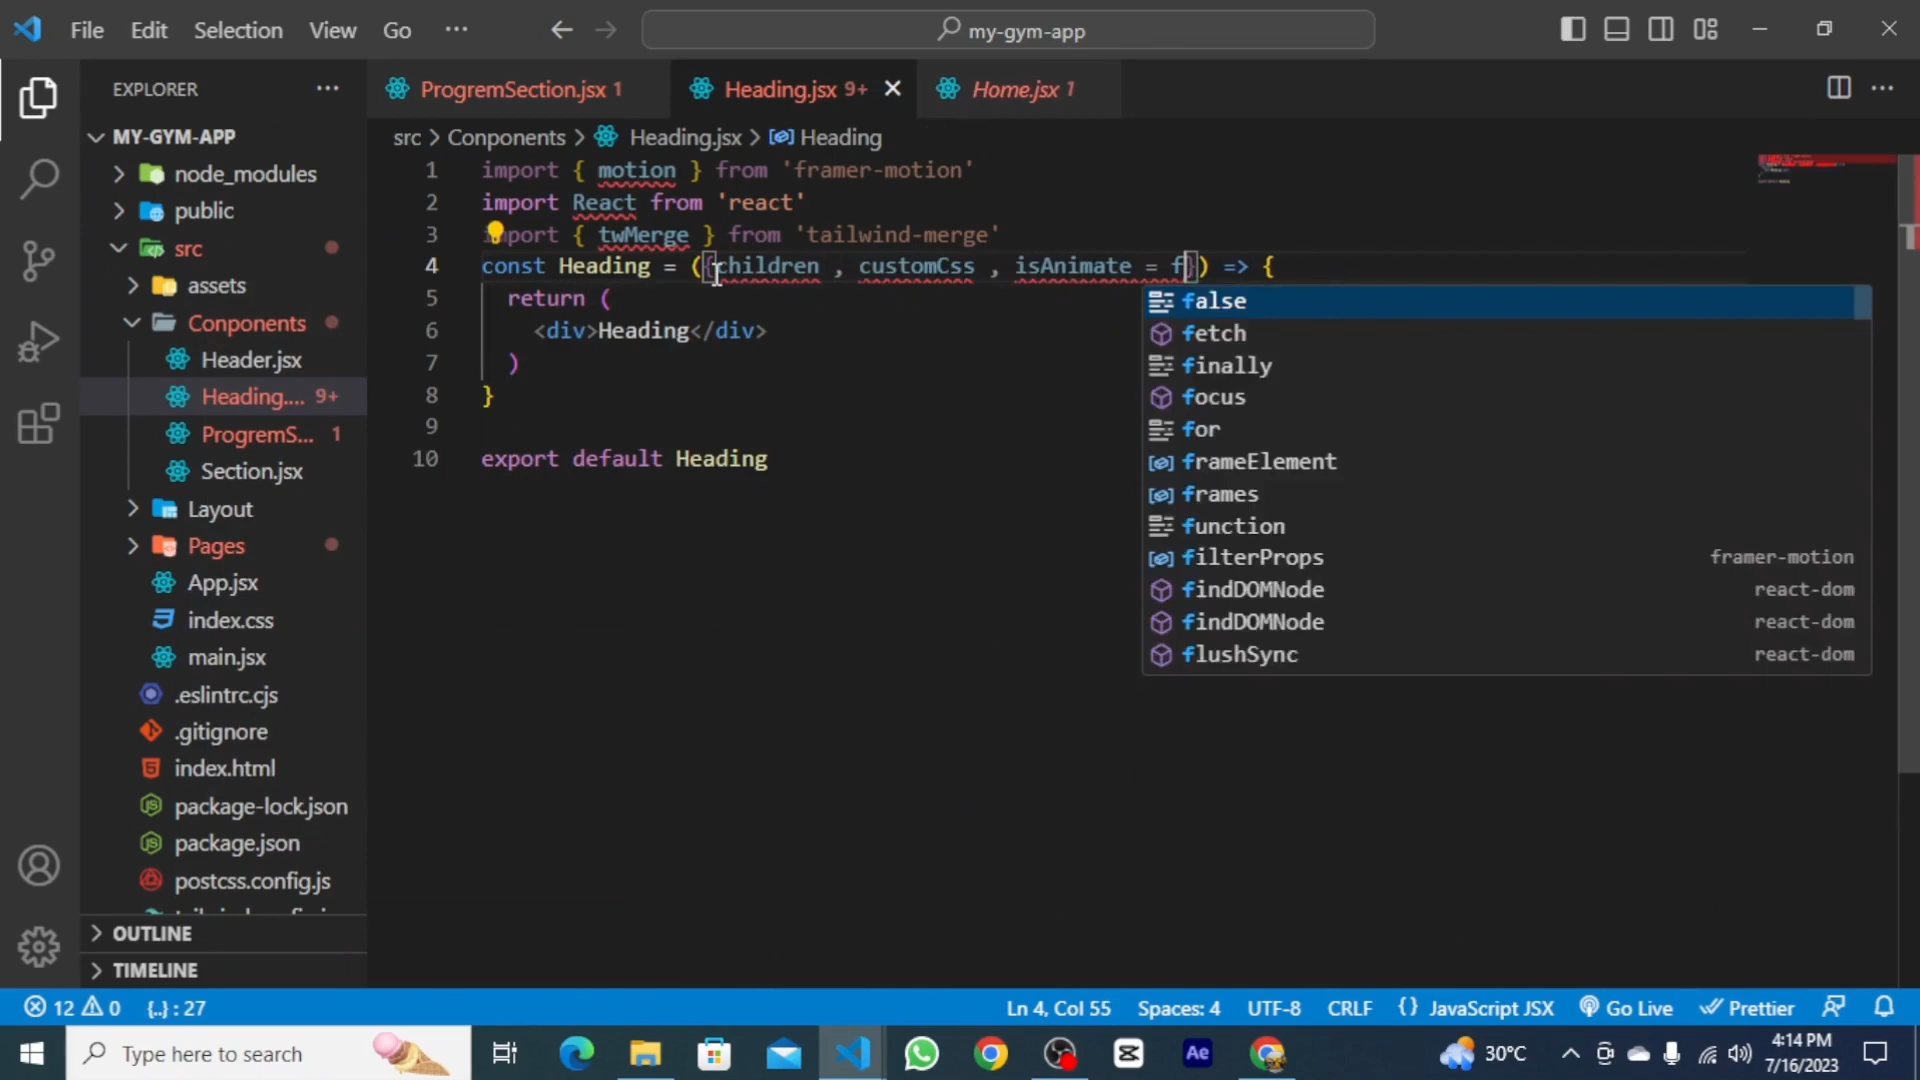 File Edit Selection View Go ···
my-gym-app
EXPLORER
MY-GYM-APP
node_modules
public
src
assets
Conponents
Header.jsx
Heading.... 9+
ProgremS... 1
Section.jsx
Layout
Pages
App.jsx
index.css
main.jsx
.eslintrc.cjs
.gitignore
index.html
package-lock.json
package.json
postcss.config.js
OUTLINE
TIMELINE
ProgremSection.jsx 1
Heading.jsx 9+
Home.jsx 1
src > Conponents > Heading.jsx > Heading
1 import { motion } from 'framer-motion'
2 import React from 'react'
3 import { twMerge } from 'tailwind-merge'
4 const Heading = ({children , customCss , isAnimate = f}) => {
5 return (
6 <div>Heading</div>
7 )
8 }
9
10 export default Heading
false
fetch
finally
focus
for
frameElement
frames
function
filterProps framer-motion
findDOMNode react-dom
findDOMNode react-dom
flushSync react-dom
12 0 {..} : 27
Ln 4, Col 55 Spaces: 4 UTF-8 CRLF {} JavaScript JSX Go Live Prettier
Type here to search
Ae
30°C
4:14 PM
7/16/2023